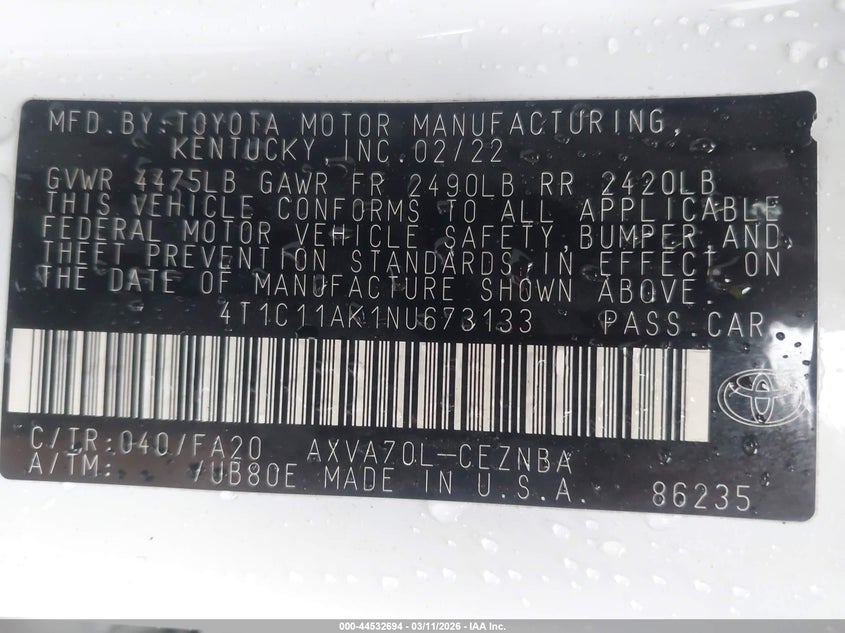 MFD.BY:TOYOTA MOTOR MANUFACTURING,
KENTUCKY,INC.02/22
GVWR 4475LB GAWR FR 2490LB RR 2420LB
THIS VEHICLE CONFORMS TO ALL APPLICABLE
FEDERAL MOTOR VEHICLE SAFETY,BUMPER,AND
THEFT PREVENTION STANDARDS,IN EFFECT ON
THE DATE OF MANUFACTURE SHOWN ABOVE.
4T1C11AK1NU673133 PASS.CAR
C/TR:040/FA20 AXVA70L-CEZNBA
A/TM: /UB80E MADE IN U.S.A. 86235
000-44532694 - 03/11/2026 - IAA Inc.